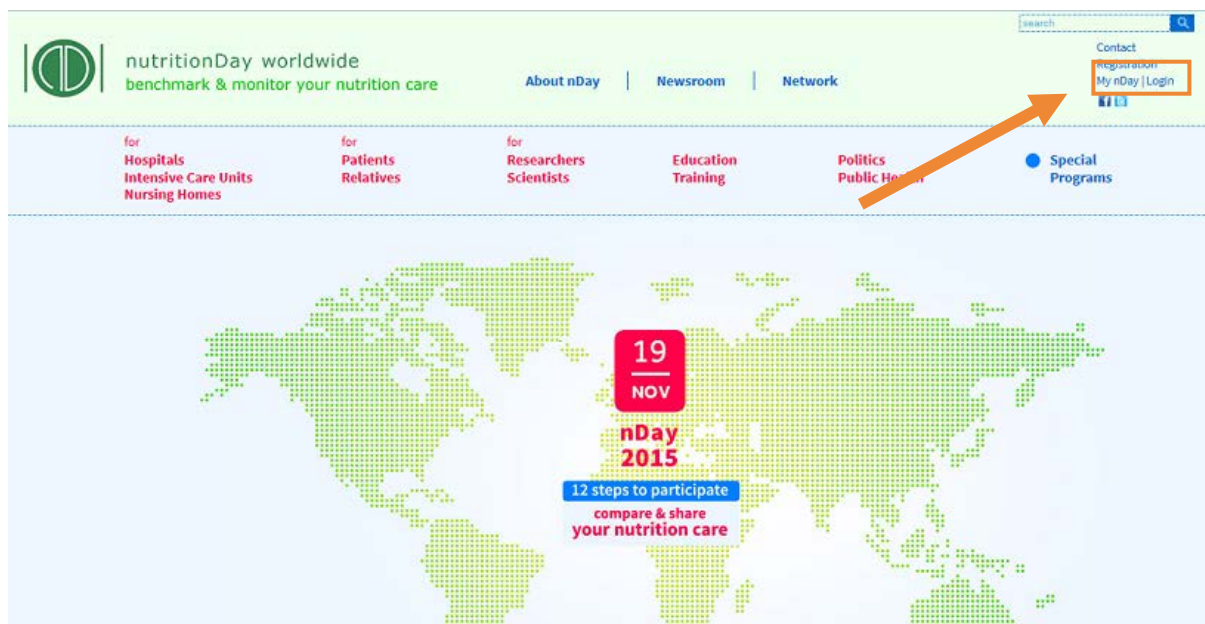 search
nutritionDay worldwide
benchmark & monitor your nutrition care
About nDay
Newsroom
Network
Contact
Registration
My nDay | Login
for
Hospitals
Intensive Care Units
Nursing Homes
for
Patients
Relatives
for
Researchers
Scientists
Education
Training
Politics
Public Health
Special
Programs
19
NOV
nDay
2015
12 steps to participate
compare & share
your nutrition care